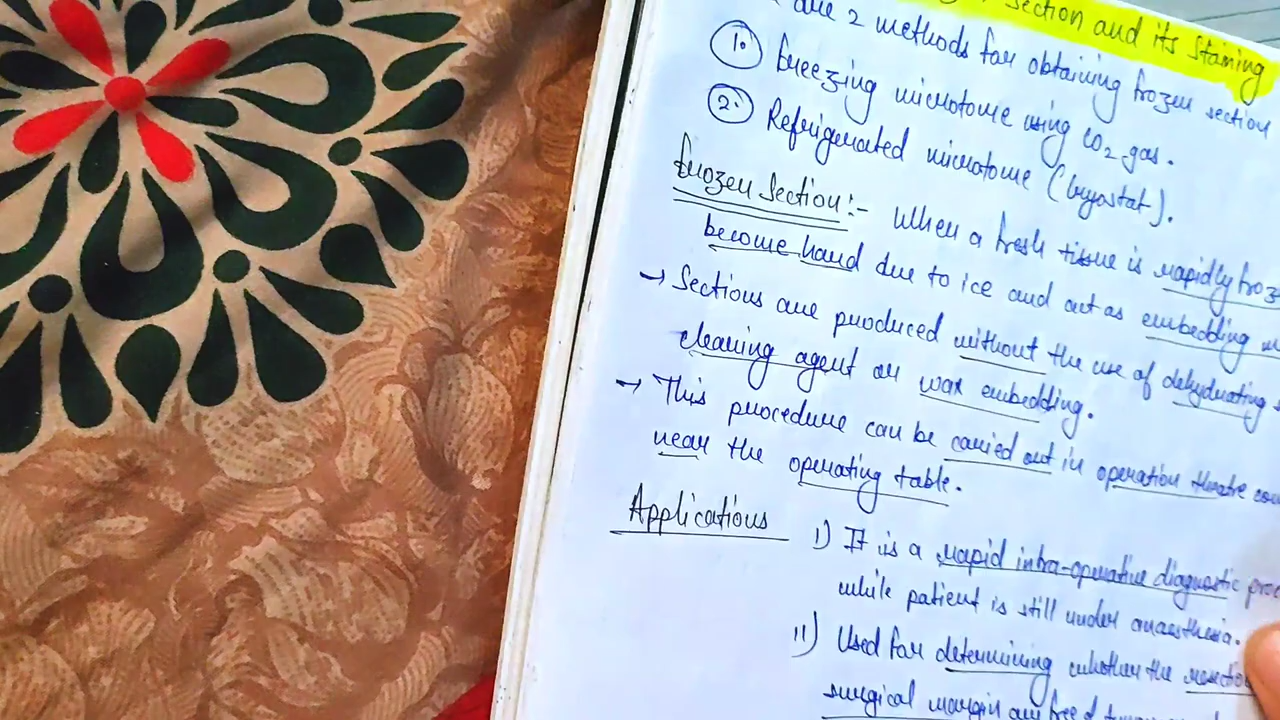 Section and its Staining
are 2 methods for obtaining frozen section
1. freezing microtome using CO2 gas.
2. Refrigerated microtome (Cryostat).
frozen Section:- When a fresh tissue is rapidly froz
become hard due to ice and act as embedding
→ Sections are produced without the use of dehydrating
clearing agent or wax embedding.
→ This procedure can be carried out in operation theatre
near the operating table.
Applications
i) It is a rapid intra-operative diagnostic proc
while patient is still under anaesthesia.
ii) Used for determining whether the resection
surgical margin are free of